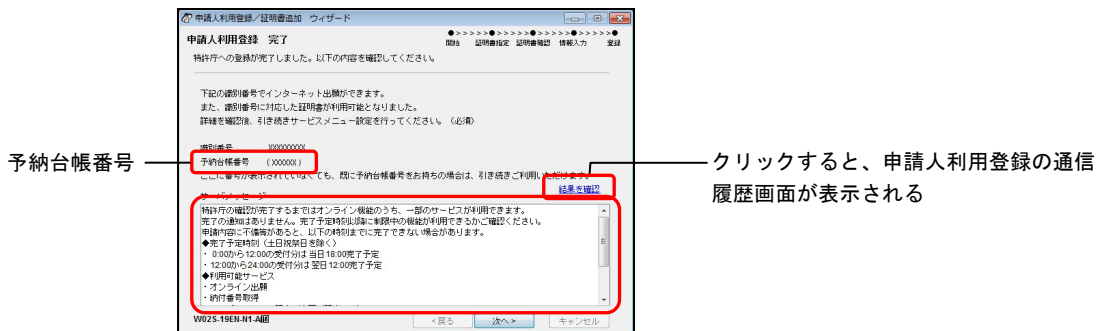 申請人利用登録／証明書追加 ウィザード
申請人利用登録 完了
●>>>>>●>>>>>●>>>>>●>>>>>●
開始 証明書指定 証明書確認 情報入力 登録
特許庁への登録が完了しました。以下の内容を確認してください。
下記の識別番号でインターネット出願ができます。
また、識別番号に対応した証明書が利用可能となりました。
詳細を確認後、引き続きサービスメニュー設定を行ってください。（必須）
識別番号 XXXXXXXXX
予納台帳番号 （XXXXXX）
ここに番号が表示されていなくても、既に予納台帳番号をお持ちの場合は、引き続きご利用いただけます。
結果を確認
サーバメッセージ
特許庁の確認が完了するまではオンライン機能のうち、一部のサービスが利用できます。
完了の通知はありません。完了予定時刻以降に制限中の機能が利用できるかご確認ください。
申請内容に不備等があると、以下の時刻までに完了できない場合があります。
◆完了予定時刻（土日祝祭日を除く）
・ 0:00から12:00の受付分は 当日18:00完了予定
・ 12:00から24:00の受付分は 翌日12:00完了予定
◆利用可能サービス
・オンライン出願
・納付番号取得
W02S-19EN-N1-A
<戻る 次へ> キャンセル
予納台帳番号
クリックすると、申請人利用登録の通信
履歴画面が表示される